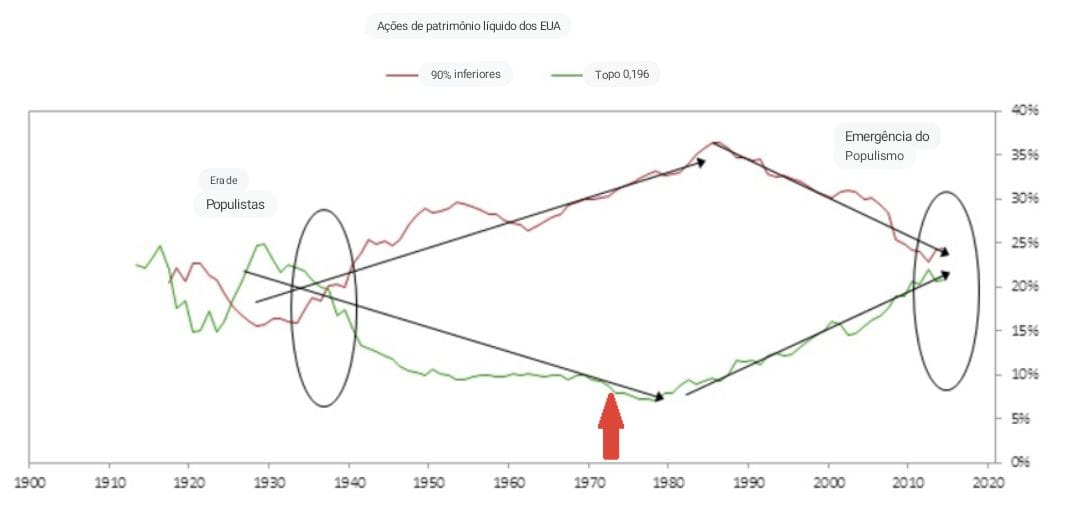 Ações de patrimônio líquido dos EUA
90% inferiores
Topo 0,196
40%
Emergência do
Populismo
35%
Era de
Populistas
30%
25%
20%
15%
10%
5%
0%
1900 1910 1920 1930 1940 1950 1960 1970 1980 1990 2000 2010 2020